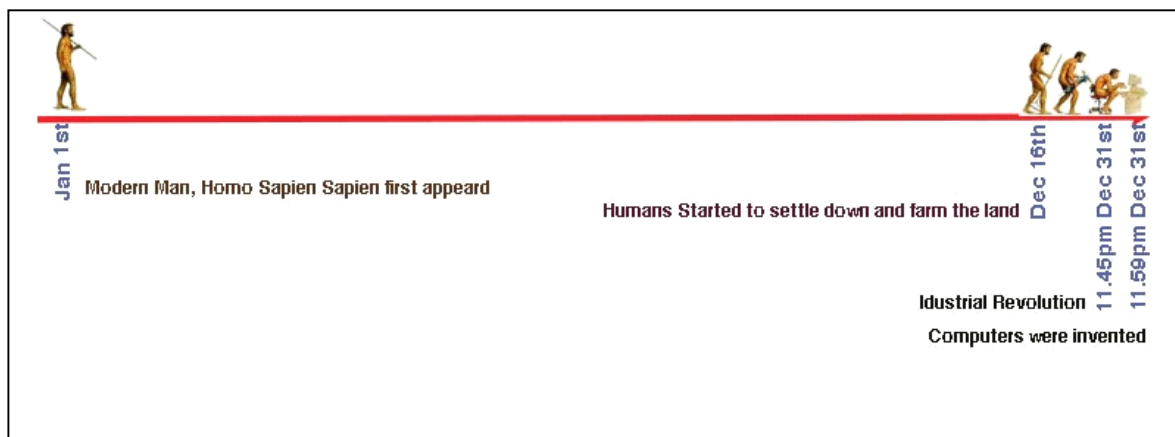 Jan 1st
Modern Man, Homo Sapien Sapien first appeard
Humans Started to settle down and farm the land
Dec 16th
Idustrial Revolution
11.45pm Dec 31st
Computers were invented
11.59pm Dec 31st